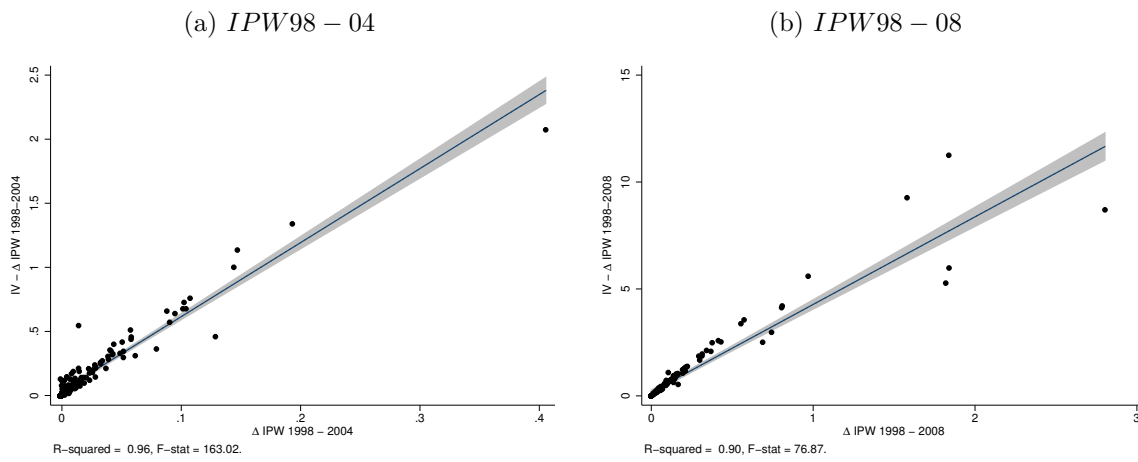 (a) IPW98 − 04
2.5
2
1.5
1
.5
0
IV − Δ IPW 1998−2004
0 .1 .2 .3 .4
Δ IPW 1998 − 2004
R−squared = 0.96, F−stat = 163.02.
(b) IPW98 − 08
15
10
5
0
IV − Δ IPW 1998−2008
0 1 2 3
Δ IPW 1998 − 2008
R−squared = 0.90, F−stat = 76.87.